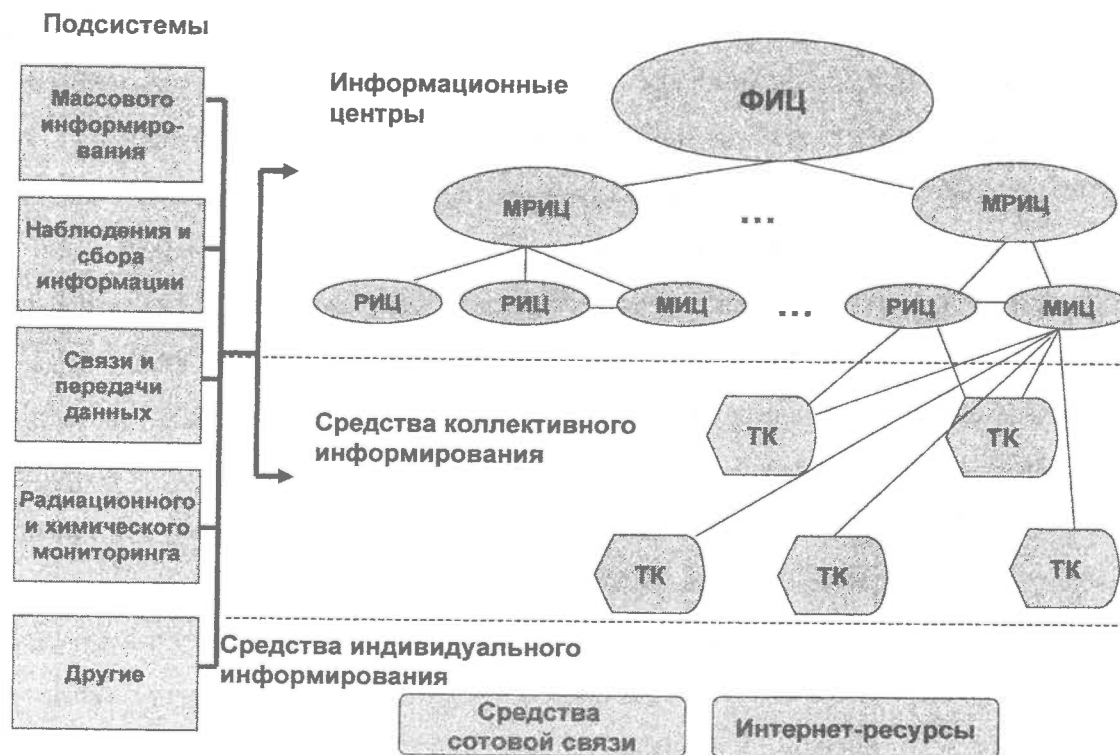 Подсистемы
Массового
информиро-
вания
Наблюдения и
сбора
информации
Связи и
передачи
данных
Радиационного
и химического
мониторинга
Другие
Информационные
центры
ФИЦ
МРИЦ
...
МРИЦ
РИЦ
РИЦ
МИЦ
...
РИЦ
МИЦ
Средства коллективного
информирования
ТК
ТК
ТК
ТК
ТК
Средства индивидуального
информирования
Средства
сотовой связи
Интернет-ресурсы